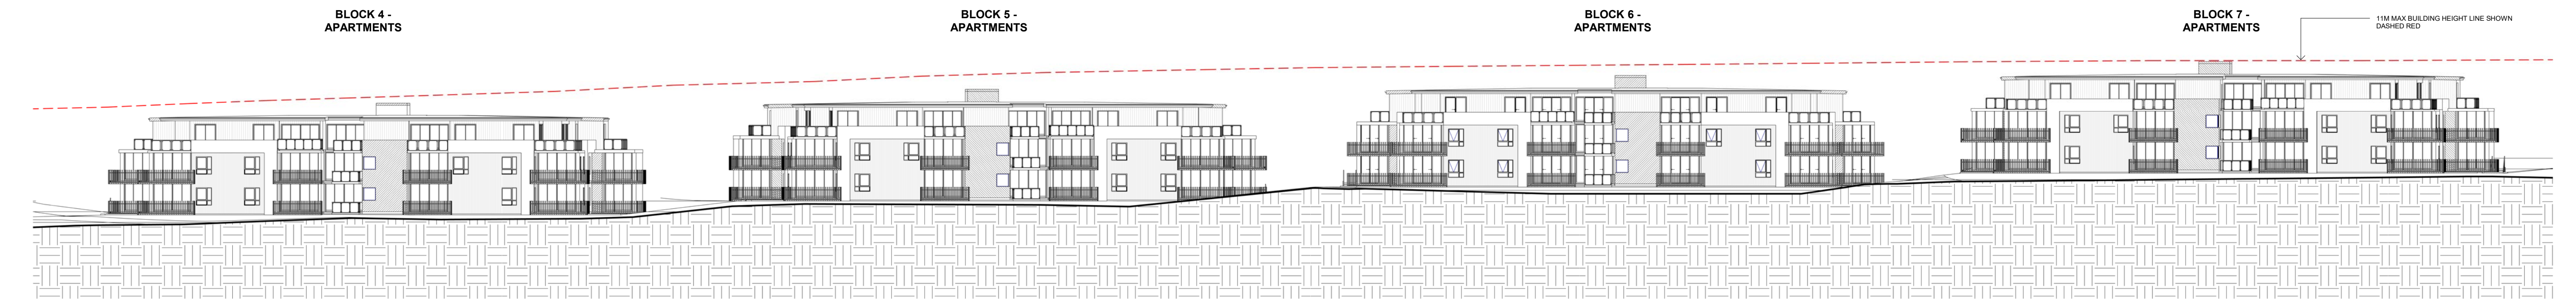 BLOCK 4 -
APARTMENTS
BLOCK 5 -
APARTMENTS
BLOCK 6 -
APARTMENTS
BLOCK 7 -
APARTMENTS
11M MAX BUILDING HEIGHT LINE SHOWN
DASHED RED